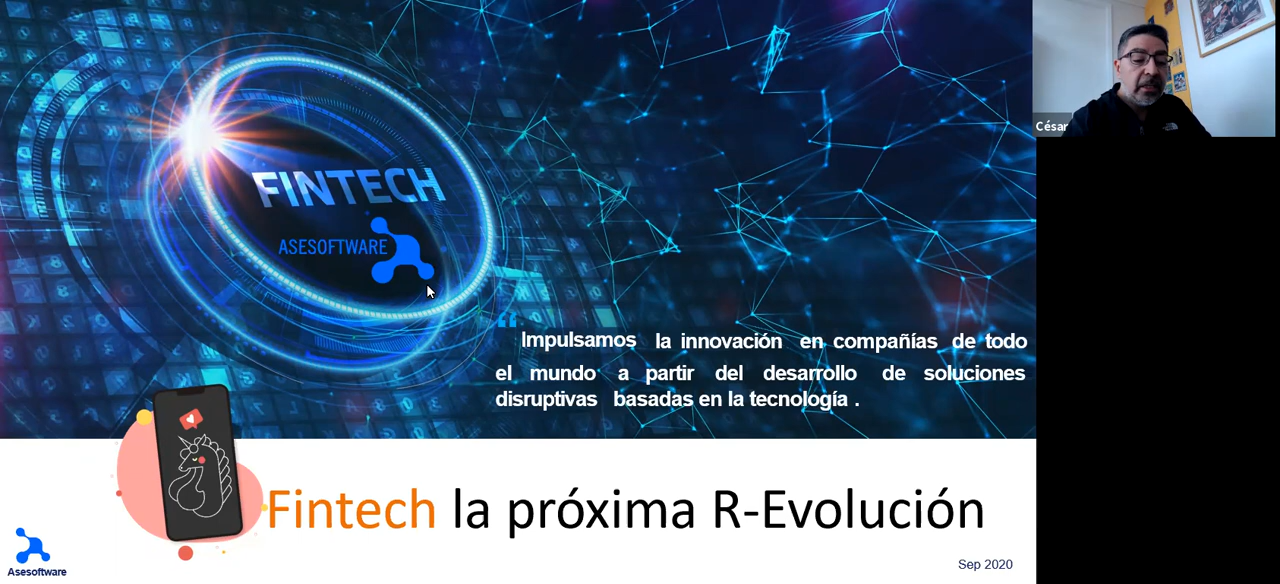 FINTECH
ASESOFTWARE
“
Impulsamos la innovación en compañías de todo
el mundo a partir del desarrollo de soluciones
disruptivas basadas en la tecnología .
Fintech la próxima R-Evolución
Sep 2020
Asesoftware
César